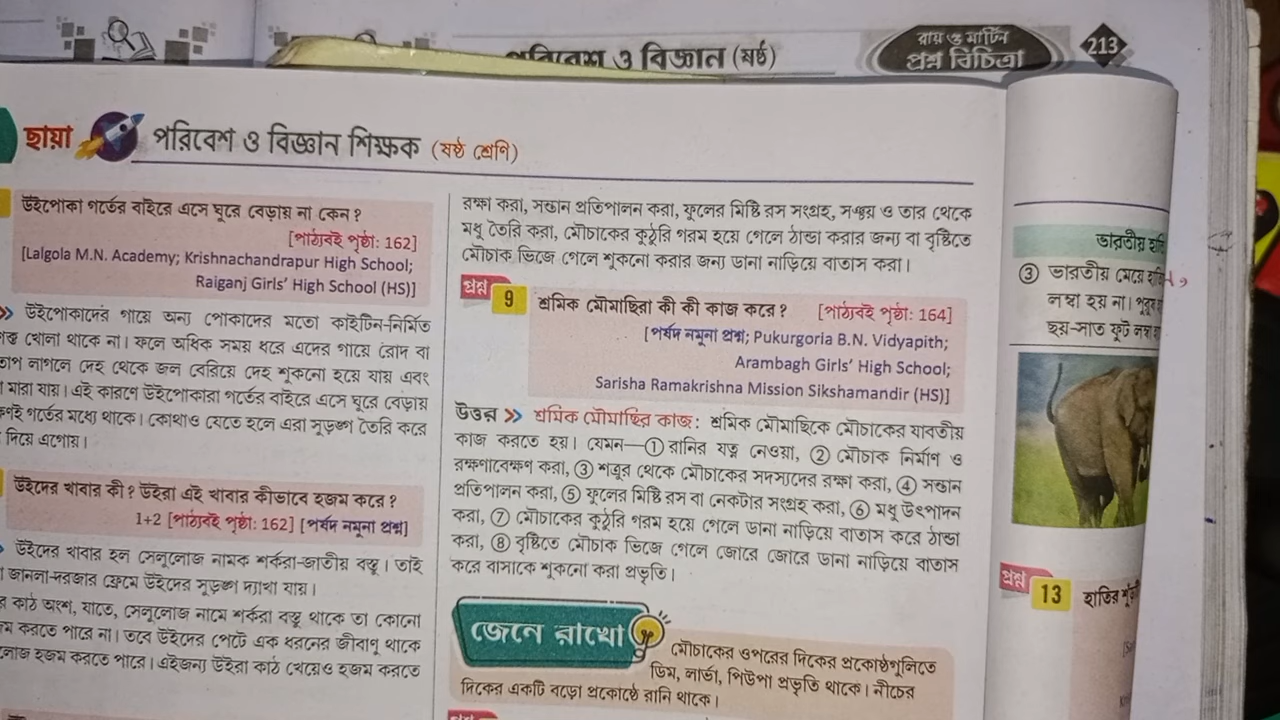 পরিবেশ ও বিজ্ঞান (ষষ্ঠ)
রায় ও মার্টিন
প্রশ্ন বিচিত্রা
213
ছায়া
পরিবেশ ও বিজ্ঞান শিক্ষক (ষষ্ঠ শ্রেণি)
উইপোকা গর্তের বাইরে এসে ঘুরে বেড়ায় না কেন?
[পাঠ্যবই পৃষ্ঠা: 162]
[Lalgola M.N. Academy; Krishnachandrapur High School;
Raiganj Girls' High School (HS)]
উইপোকাদের গায়ে অন্য পোকাদের মতো কাইটিন-নির্মিত
খোলা থাকে না। ফলে অধিক সময় ধরে এদের গায়ে রোদ বা
তাপ লাগলে দেহ থেকে জল বেরিয়ে দেহ শুকনো হয়ে যায় এবং
মারা যায়। এই কারণে উইপোকারা গর্তের বাইরে এসে ঘুরে বেড়ায়
গর্তের মধ্যে থাকে। কোথাও যেতে হলে এরা সুড়ঙ্গ তৈরি করে
দিয়ে এগোয়।
উইদের খাবার কী? উইরা এই খাবার কীভাবে হজম করে?
1+2 [পাঠ্যবই পৃষ্ঠা: 162] [পর্ষদ নমুনা প্রশ্ন]
উইদের খাবার হল সেলুলোজ নামক শর্করা-জাতীয় বস্তু। তাই
জানলা-দরজার ফ্রেমে উইদের সুড়ঙ্গ দ্যাখা যায়।
কাঠ অংশ, যাতে, সেলুলোজ নামে শর্করা বস্তু থাকে তা কোনো
করতে পারে না। তবে উইদের পেটে এক ধরনের জীবাণু থাকে
হজম করতে পারে। এইজন্য উইরা কাঠ খেয়েও হজম করতে
রক্ষা করা, সন্তান প্রতিপালন করা, ফুলের মিষ্টি রস সংগ্রহ, সঞ্চয় ও তার থেকে
মধু তৈরি করা, মৌচাকের কুঠুরি গরম হয়ে গেলে ঠান্ডা করার জন্য বা বৃষ্টিতে
মৌচাক ভিজে গেলে শুকনো করার জন্য ডানা নাড়িয়ে বাতাস করা।
প্রশ্ন 9 শ্রমিক মৌমাছিরা কী কী কাজ করে? [পাঠ্যবই পৃষ্ঠা: 164]
[পর্ষদ নমুনা প্রশ্ন; Pukurgoria B.N. Vidyapith;
Arambagh Girls' High School;
Sarisha Ramakrishna Mission Sikshamandir (HS)]
উত্তর » শ্রমিক মৌমাছির কাজ: শ্রমিক মৌমাছিকে মৌচাকের যাবতীয়
কাজ করতে হয়। যেমন—① রানির যত্ন নেওয়া, ② মৌচাক নির্মাণ ও
রক্ষণাবেক্ষণ করা, ③ শত্রুর থেকে মৌচাকের সদস্যদের রক্ষা করা, ④ সন্তান
প্রতিপালন করা, ⑤ ফুলের মিষ্টি রস বা নেকটার সংগ্রহ করা, ⑥ মধু উৎপাদন
করা, ⑦ মৌচাকের কুঠুরি গরম হয়ে গেলে ডানা নাড়িয়ে বাতাস করে ঠান্ডা
করা, ⑧ বৃষ্টিতে মৌচাক ভিজে গেলে জোরে জোরে ডানা নাড়িয়ে বাতাস
করে বাসাকে শুকনো করা প্রভৃতি।
জেনে রাখো
মৌচাকের ওপরের দিকের প্রকোষ্ঠগুলিতে
ডিম, লার্ভা, পিউপা প্রভৃতি থাকে। নীচের
দিকের একটি বড়ো প্রকোষ্ঠে রানি থাকে।
ভারতীয়
③ ভারতীয় মেয়ে
লম্বা হয় না।
ছয়-সাত ফুট
প্রশ্ন 13 হাতির